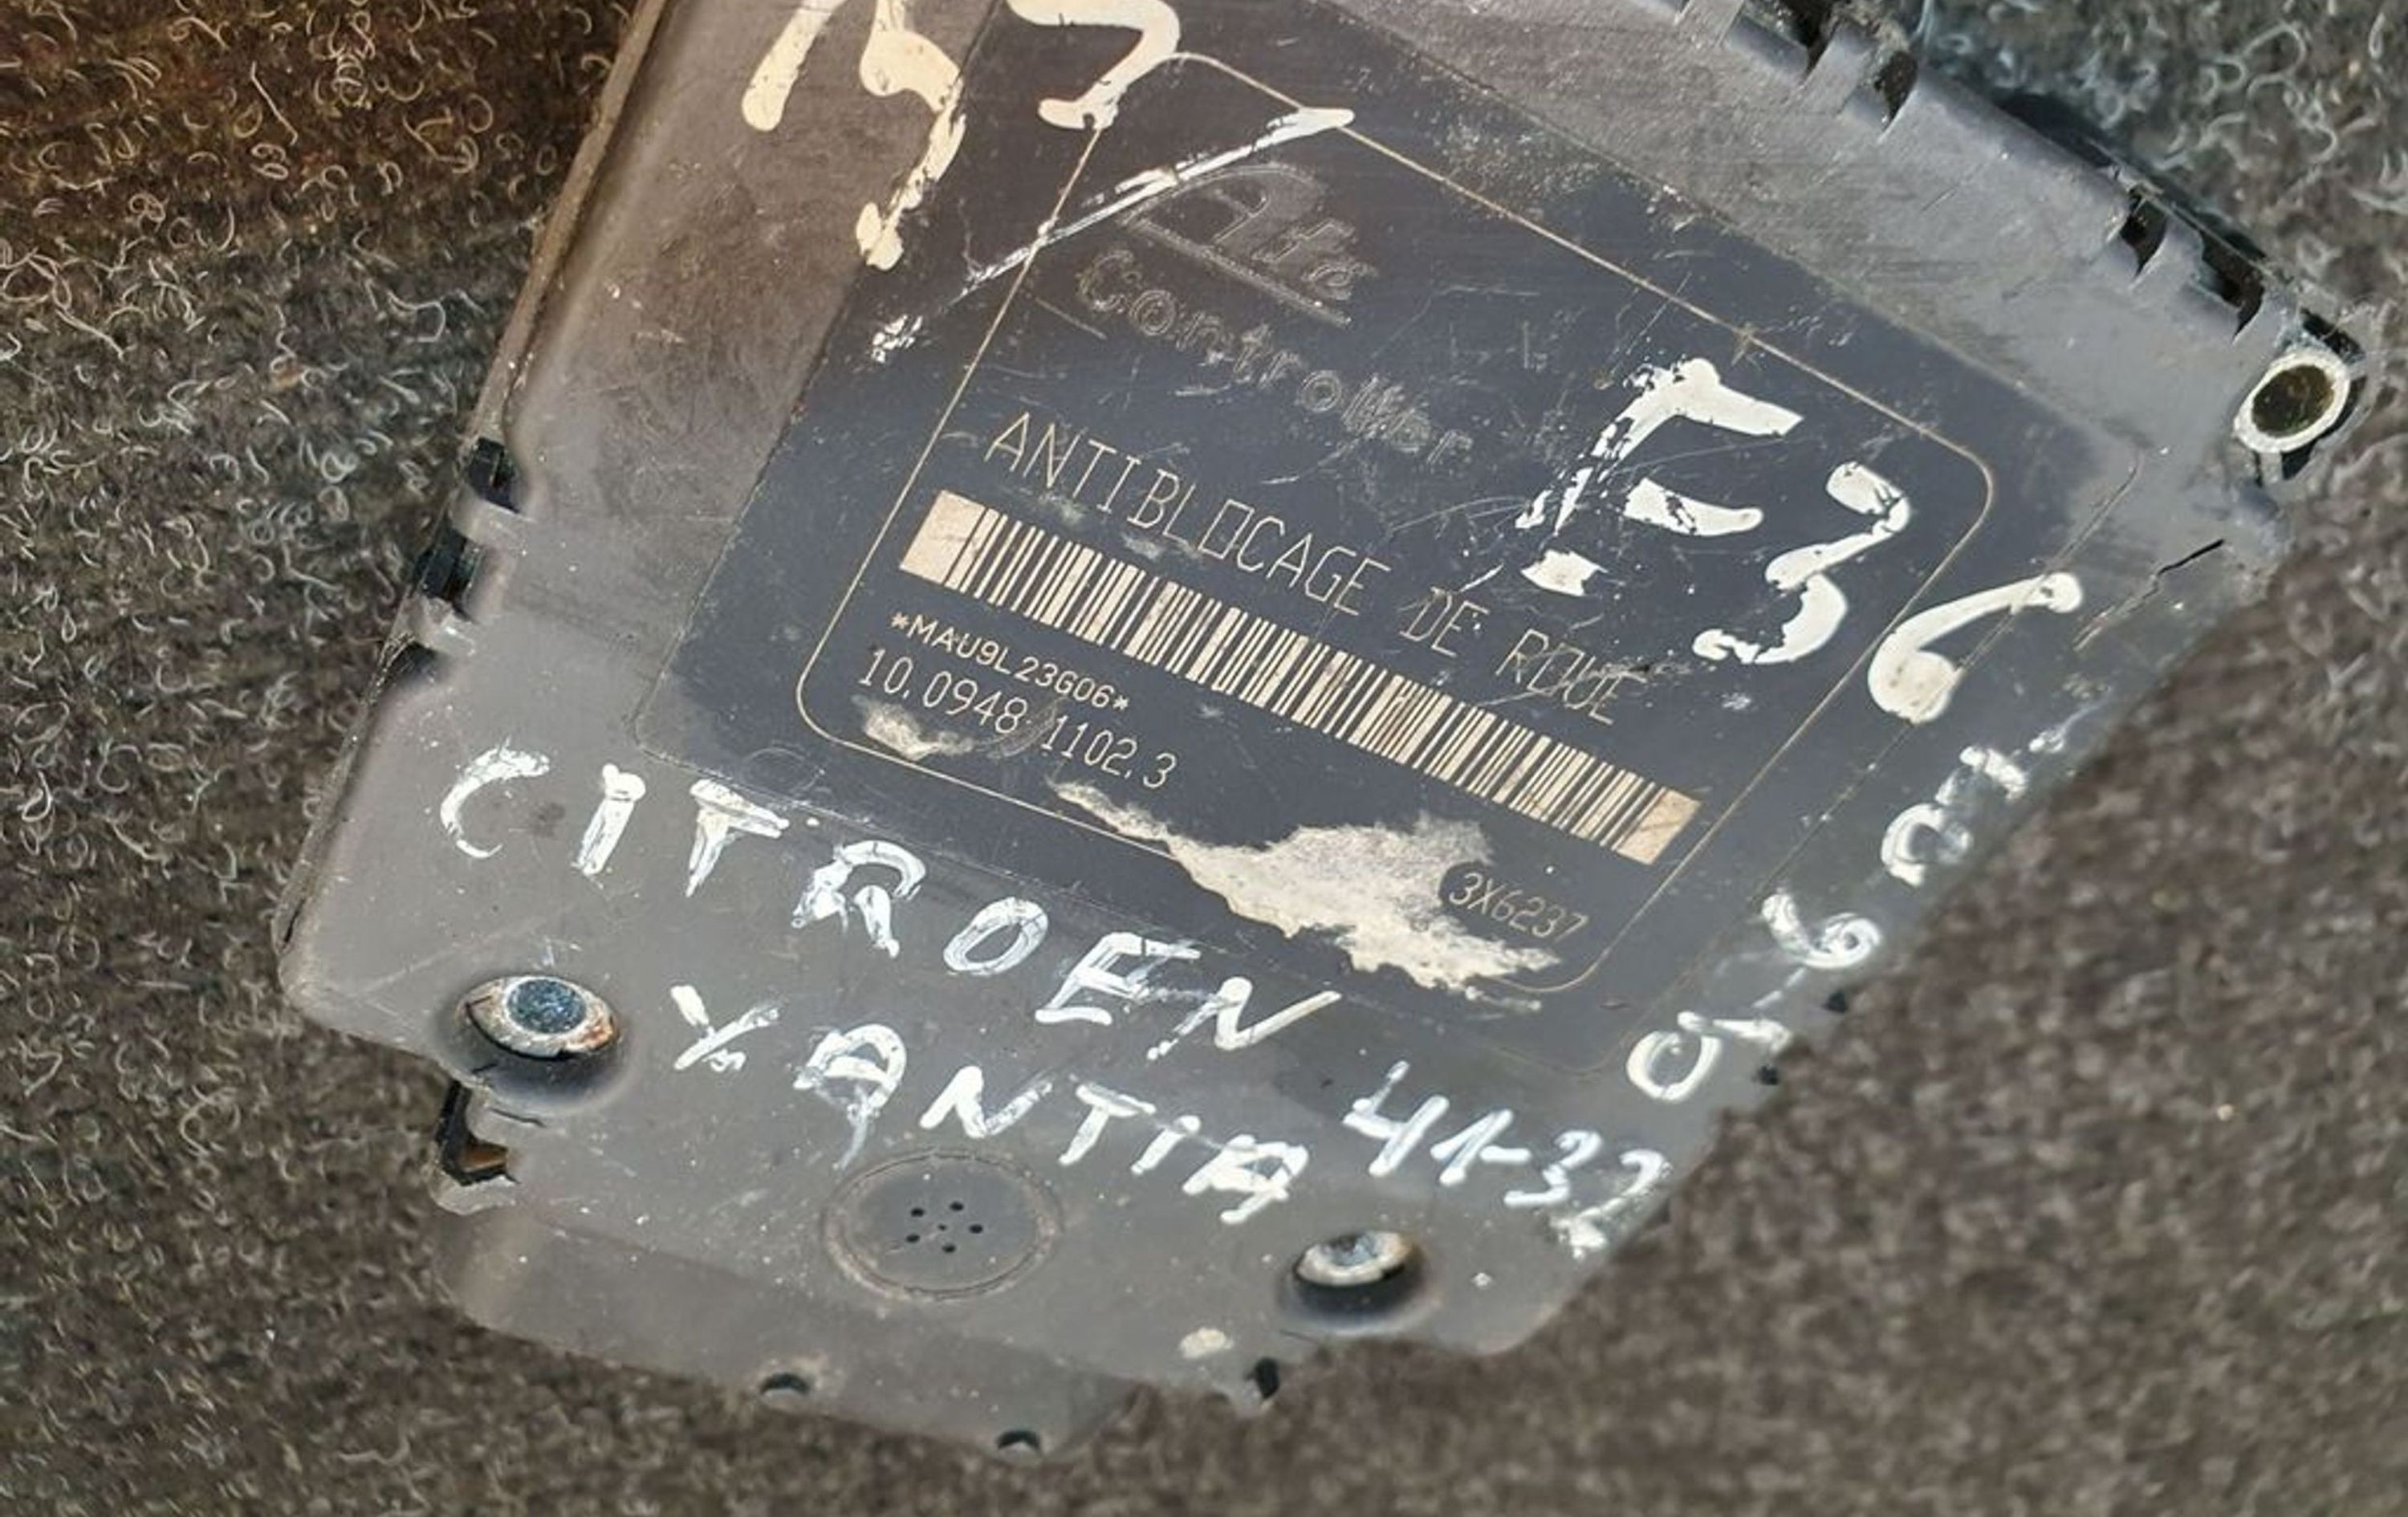 Ate
Controller
ANTIBLOCAGE DE ROUE
*MAU9L23G06*
10.0948-1102.3
3X6237
E36
CITROEN
XANTIA
41-32